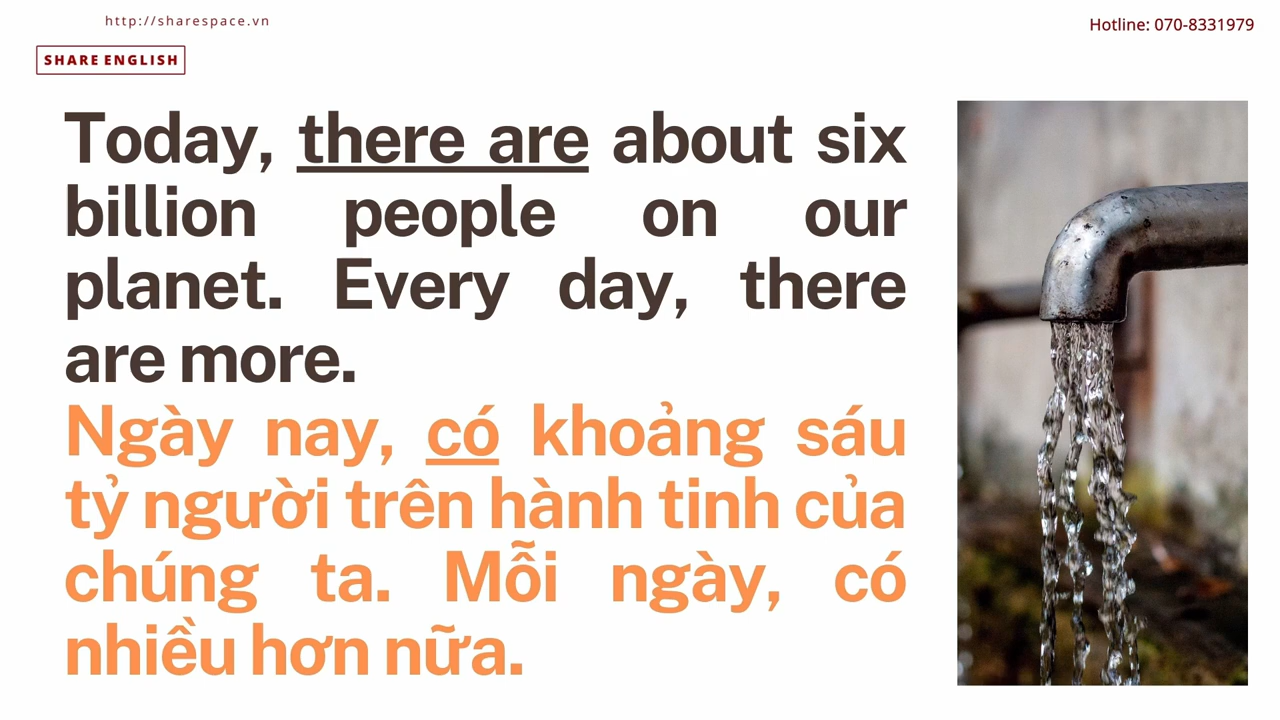 http://sharespace.vn
Hotline: 070-8331979
SHARE ENGLISH
Today, there are about six
billion people on our
planet. Every day, there
are more.
Ngày nay, có khoảng sáu
tỷ người trên hành tinh của
chúng ta. Mỗi ngày, có
nhiều hơn nữa.